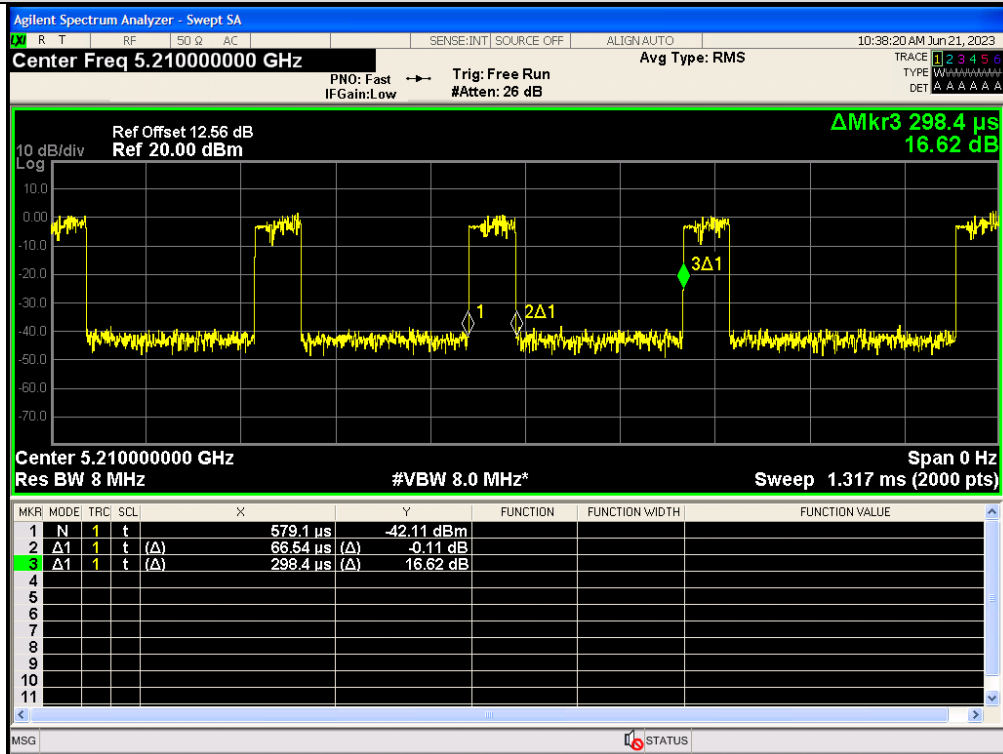 Agilent Spectrum Analyzer - Swept SA
LXI R T RF 50 Ω AC SENSE:INT SOURCE OFF ALIGN AUTO 10:38:20 AM Jun 21, 2023
Center Freq 5.210000000 GHz Avg Type: RMS TRACE 1 2 3 4 5 6
PNO: Fast Trig: Free Run TYPE W
IFGain:Low #Atten: 26 dB DET A A A A A A
ΔMkr3 298.4 µs
Ref Offset 12.56 dB
10 dB/div Ref 20.00 dBm 16.62 dB
Log
10.0
0.00
-10.0
3Δ1
-20.0
-30.0
1 2Δ1
-40.0
-50.0
-60.0
-70.0
Center 5.210000000 GHz Span 0 Hz
Res BW 8 MHz #VBW 8.0 MHz* Sweep 1.317 ms (2000 pts)
MKR MODE TRC SCL X Y FUNCTION FUNCTION WIDTH FUNCTION VALUE
1 N 1 t 579.1 µs -42.11 dBm
2 Δ1 1 t (Δ) 66.54 µs (Δ) -0.11 dB
3 Δ1 1 t (Δ) 298.4 µs (Δ) 16.62 dB
4
5
6
7
8
9
10
11
MSG STATUS